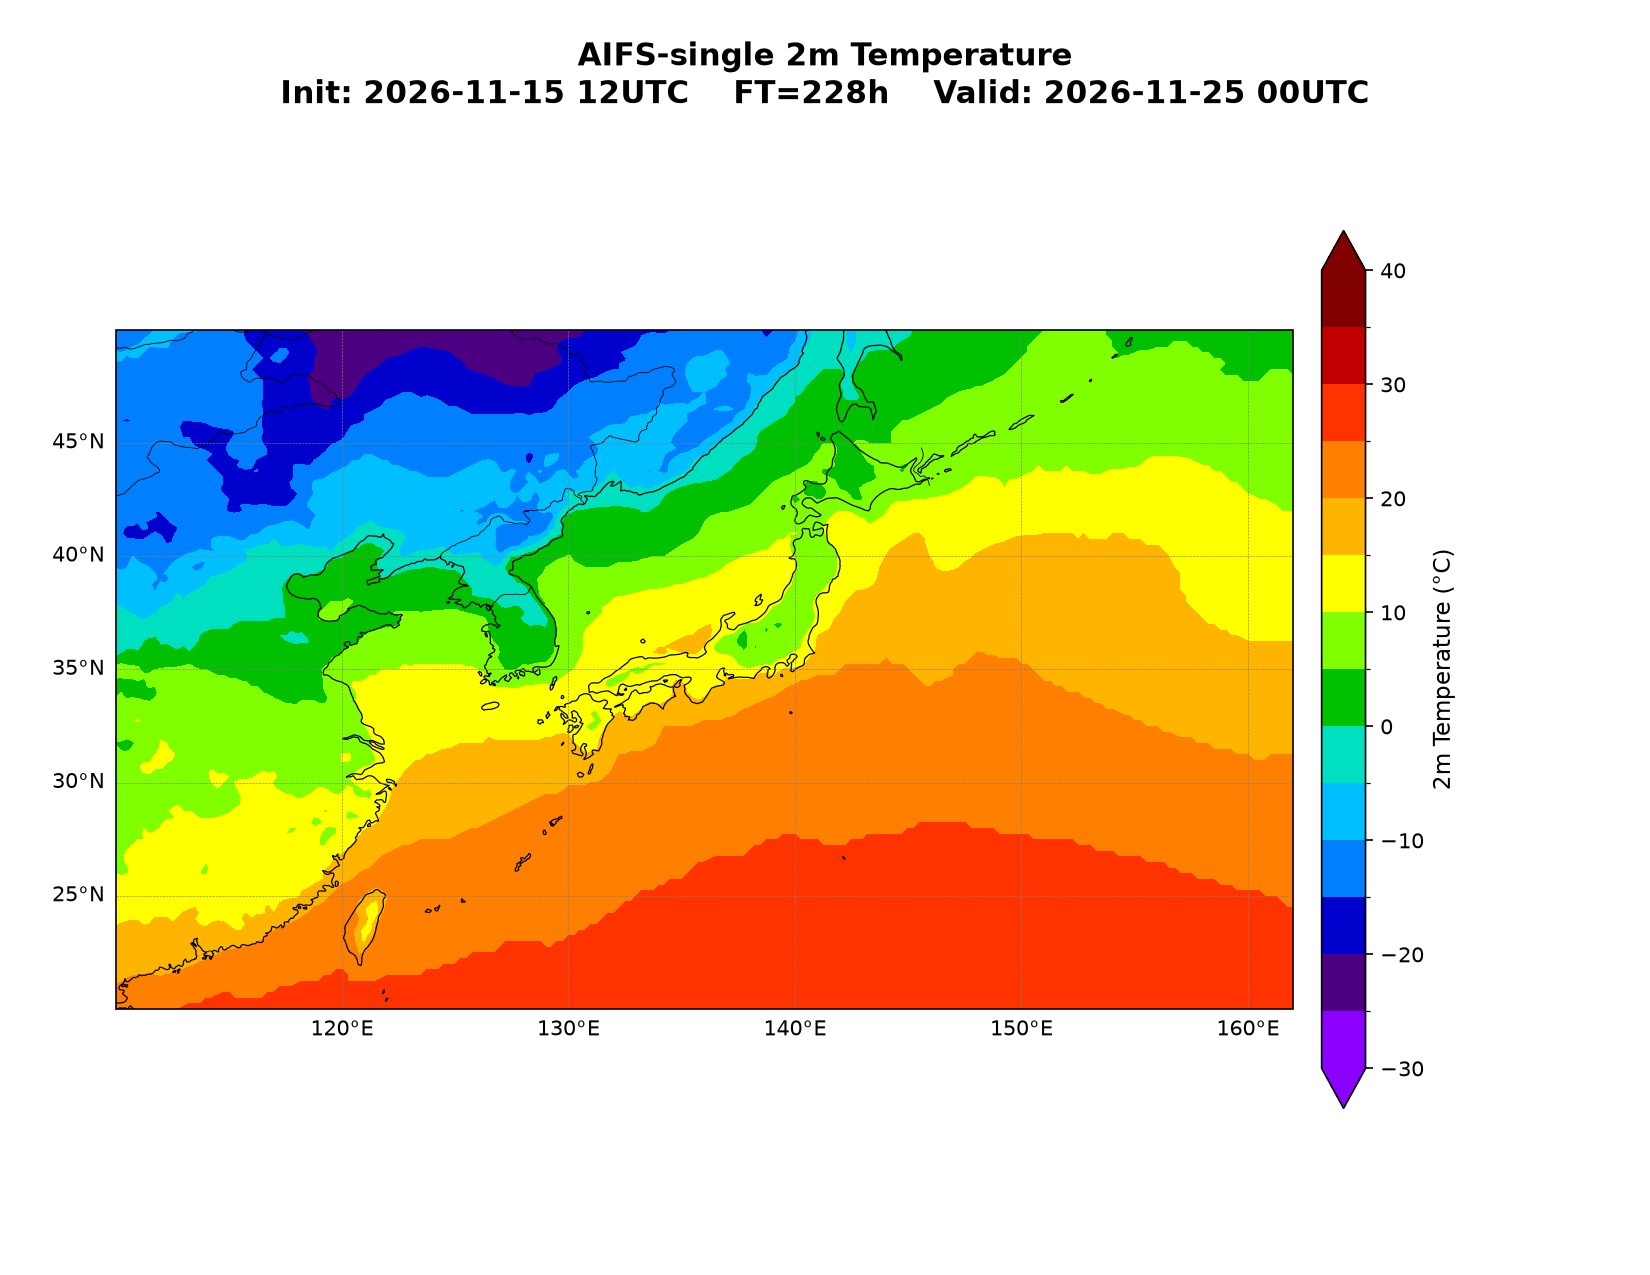 AIFS-single 2m Temperature
Init: 2026-11-15 12UTC    FT=228h    Valid: 2026-11-25 00UTC
45°N
40°N
35°N
30°N
25°N
120°E
130°E
140°E
150°E
160°E
40
30
20
10
0
−10
−20
−30
2m Temperature (°C)